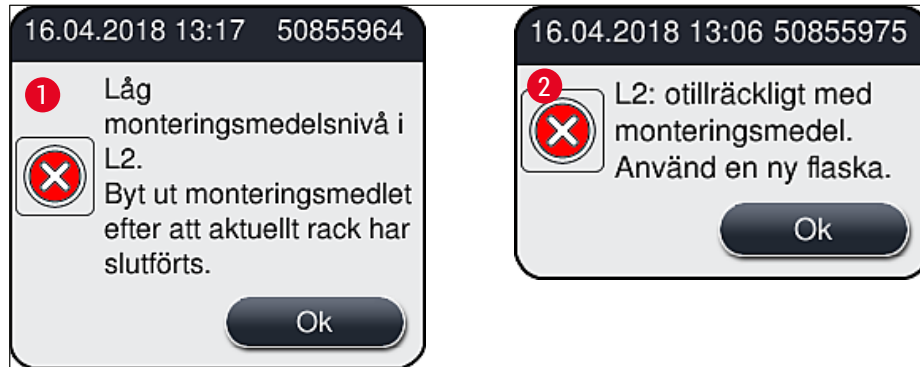 16.04.2018 13:17 50855964
1
Låg
monteringsmedelsnivå i
L2.
Byt ut monteringsmedlet
efter att aktuellt rack har
slutförts.
Ok
16.04.2018 13:06 50855975
2
L2: otillräckligt med
monteringsmedel.
Använd en ny flaska.
Ok